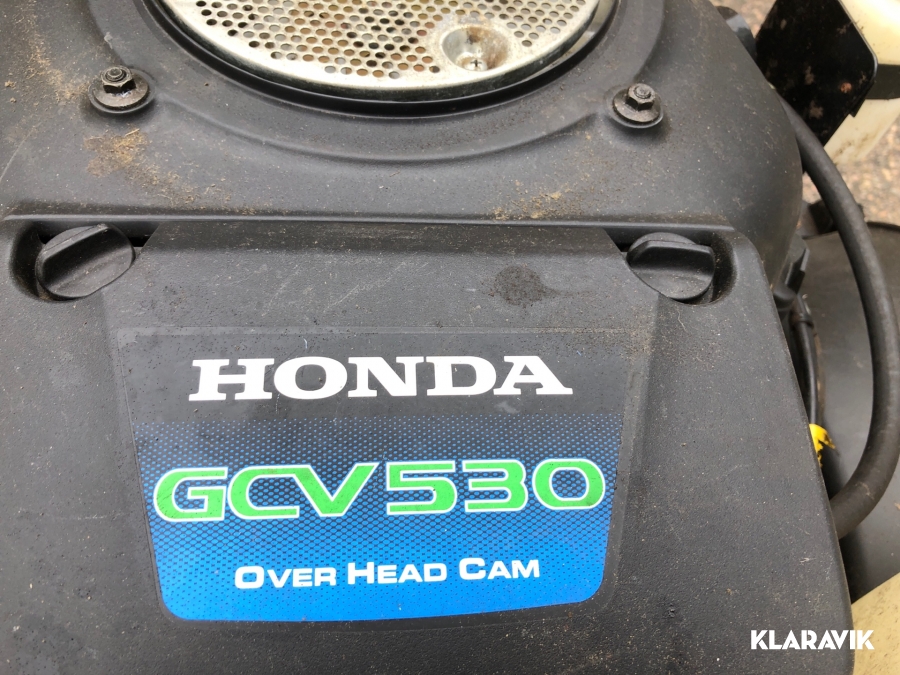 HONDA
GCV530
OVER HEAD CAM
KLARAVIK